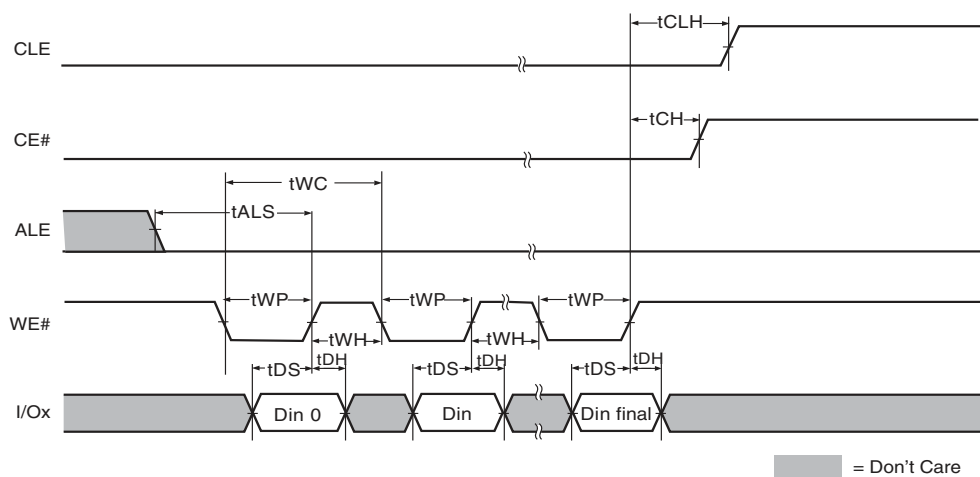 tCLH
CLE
tCH
CE#
tWC
tALS
ALE
tWP tWP tWP
WE#
tWH tWH
tDS tDH tDS tDH tDS tDH
I/Ox Din 0 Din Din final
= Don't Care